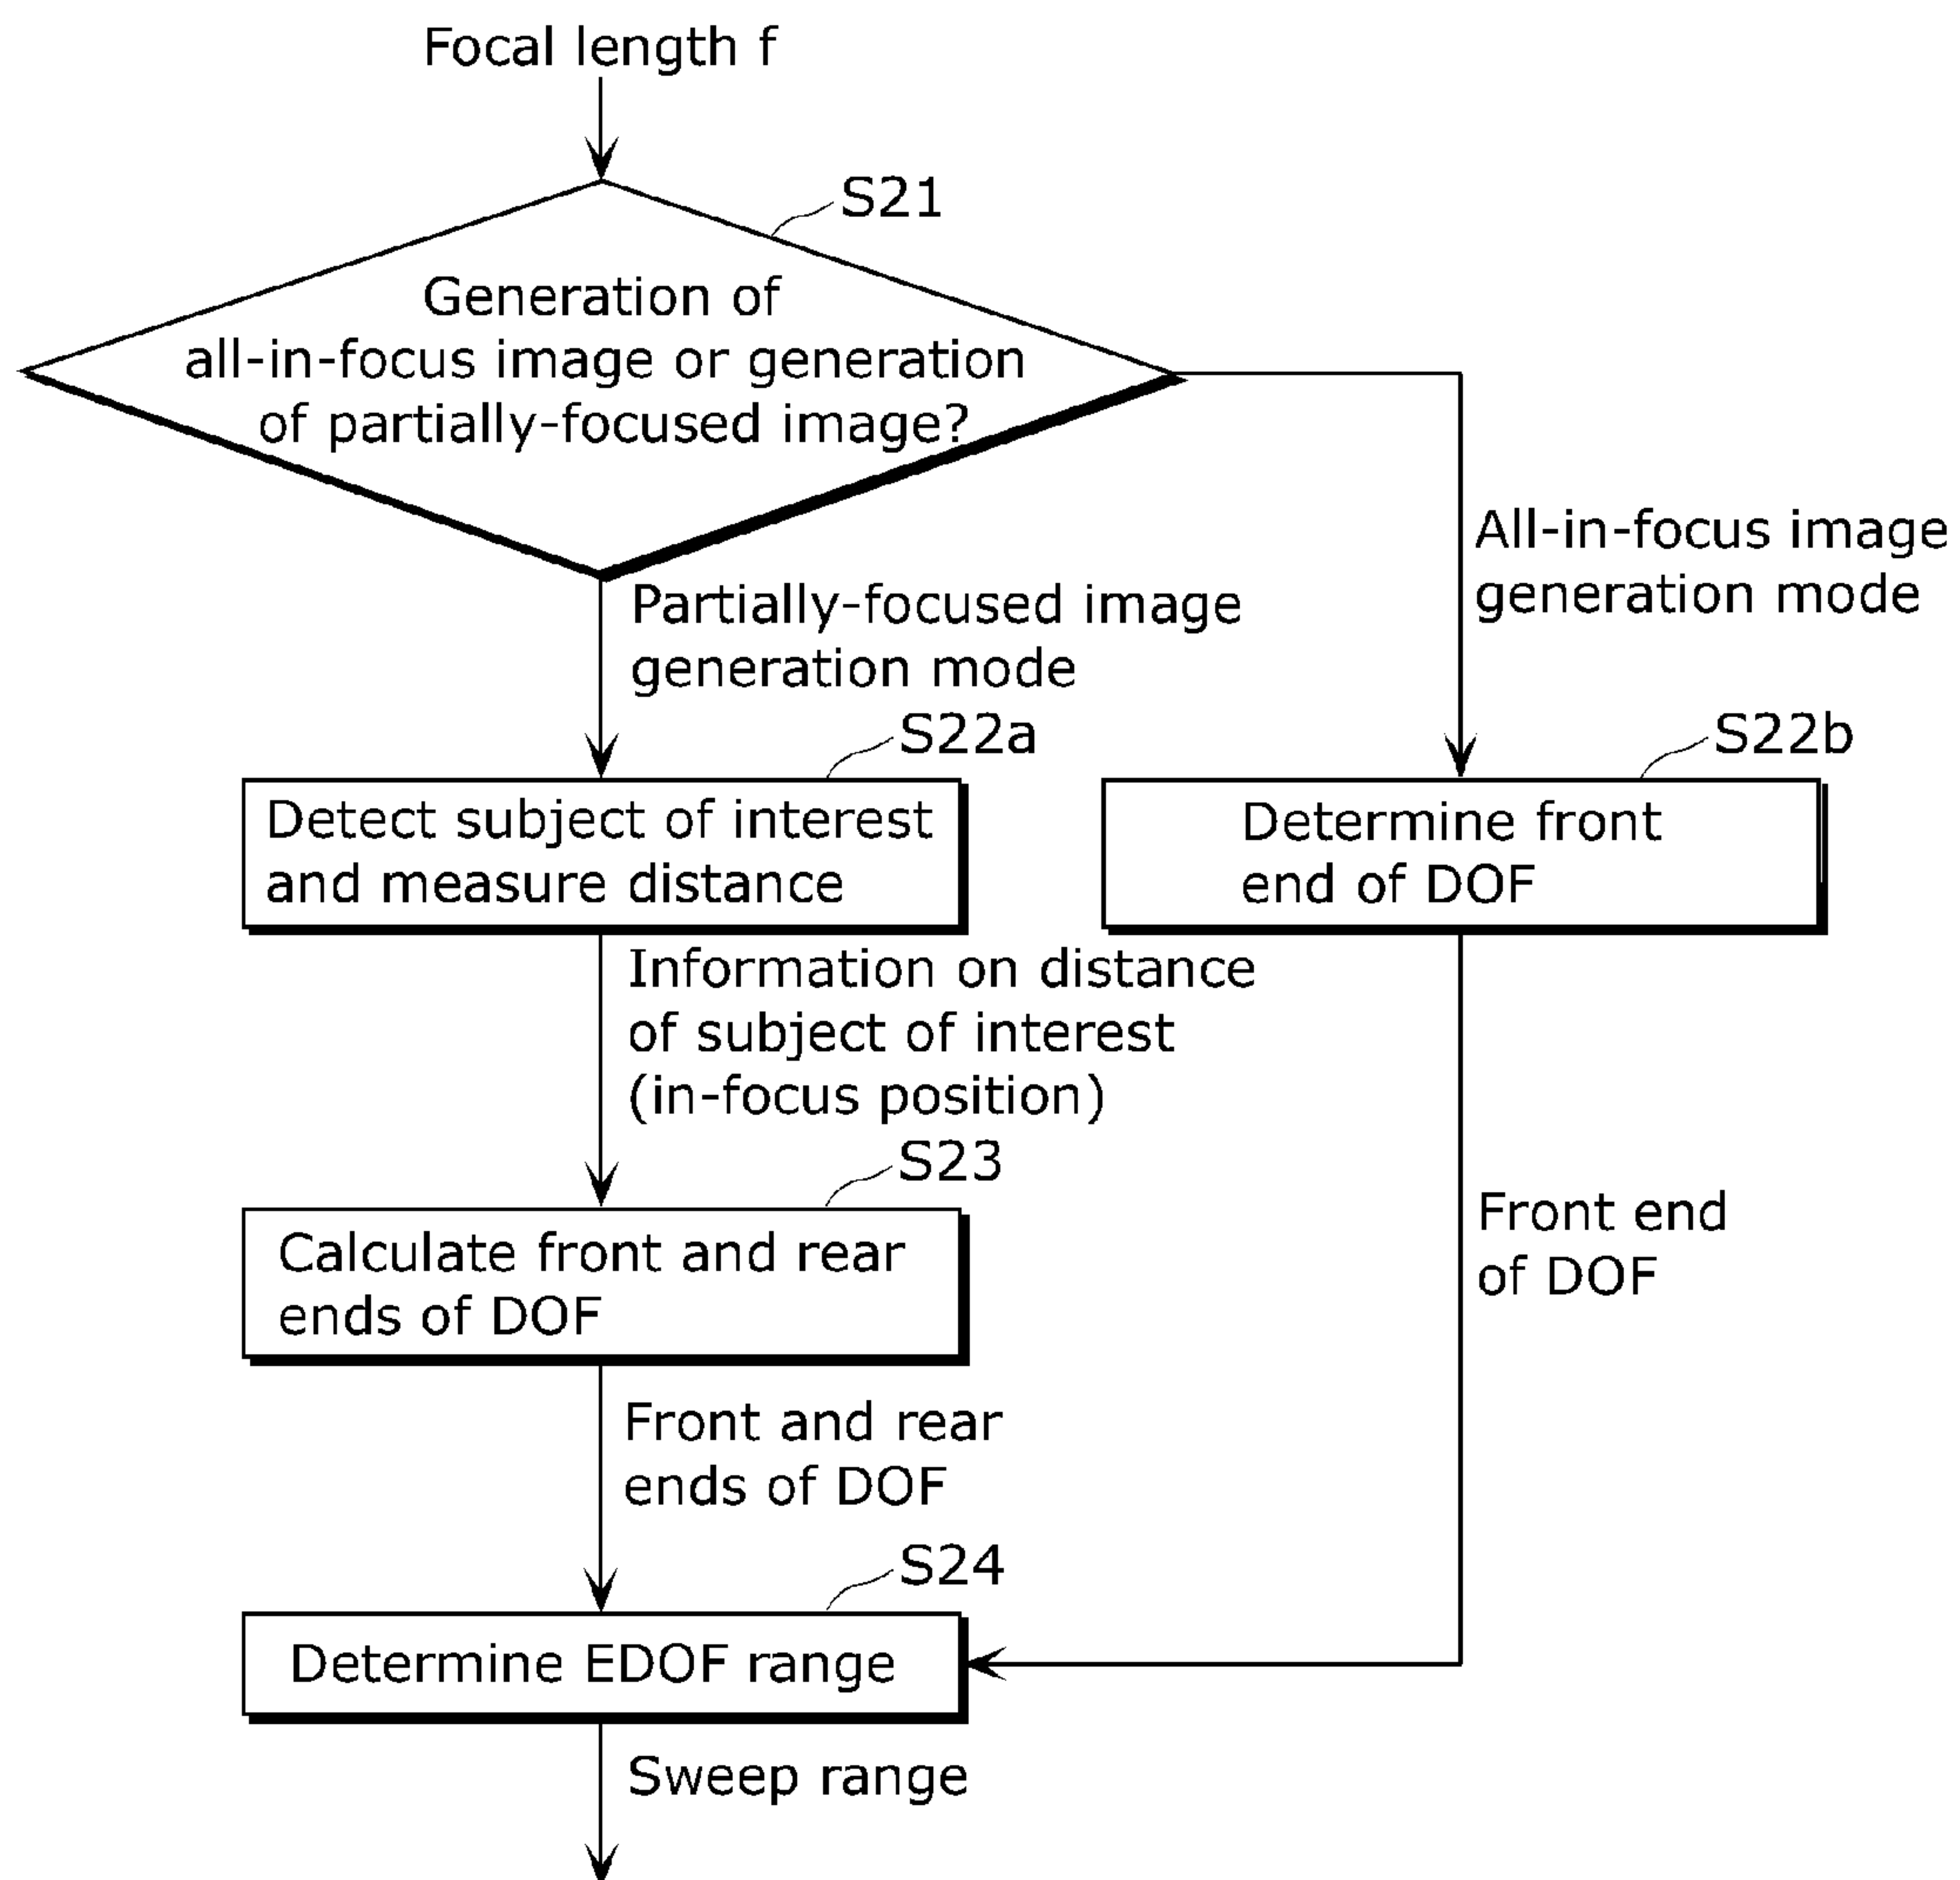 Focal length f
S21
Generation of
all-in-focus image or generation
of partially-focused image?
All-in-focus image
generation mode
Partially-focused image
generation mode
S22a
S22b
Detect subject of interest
and measure distance
Determine front
end of DOF
Information on distance
of subject of interest
(in-focus position)
S23
Calculate front and rear
ends of DOF
Front end
of DOF
Front and rear
ends of DOF
S24
Determine EDOF range
Sweep range